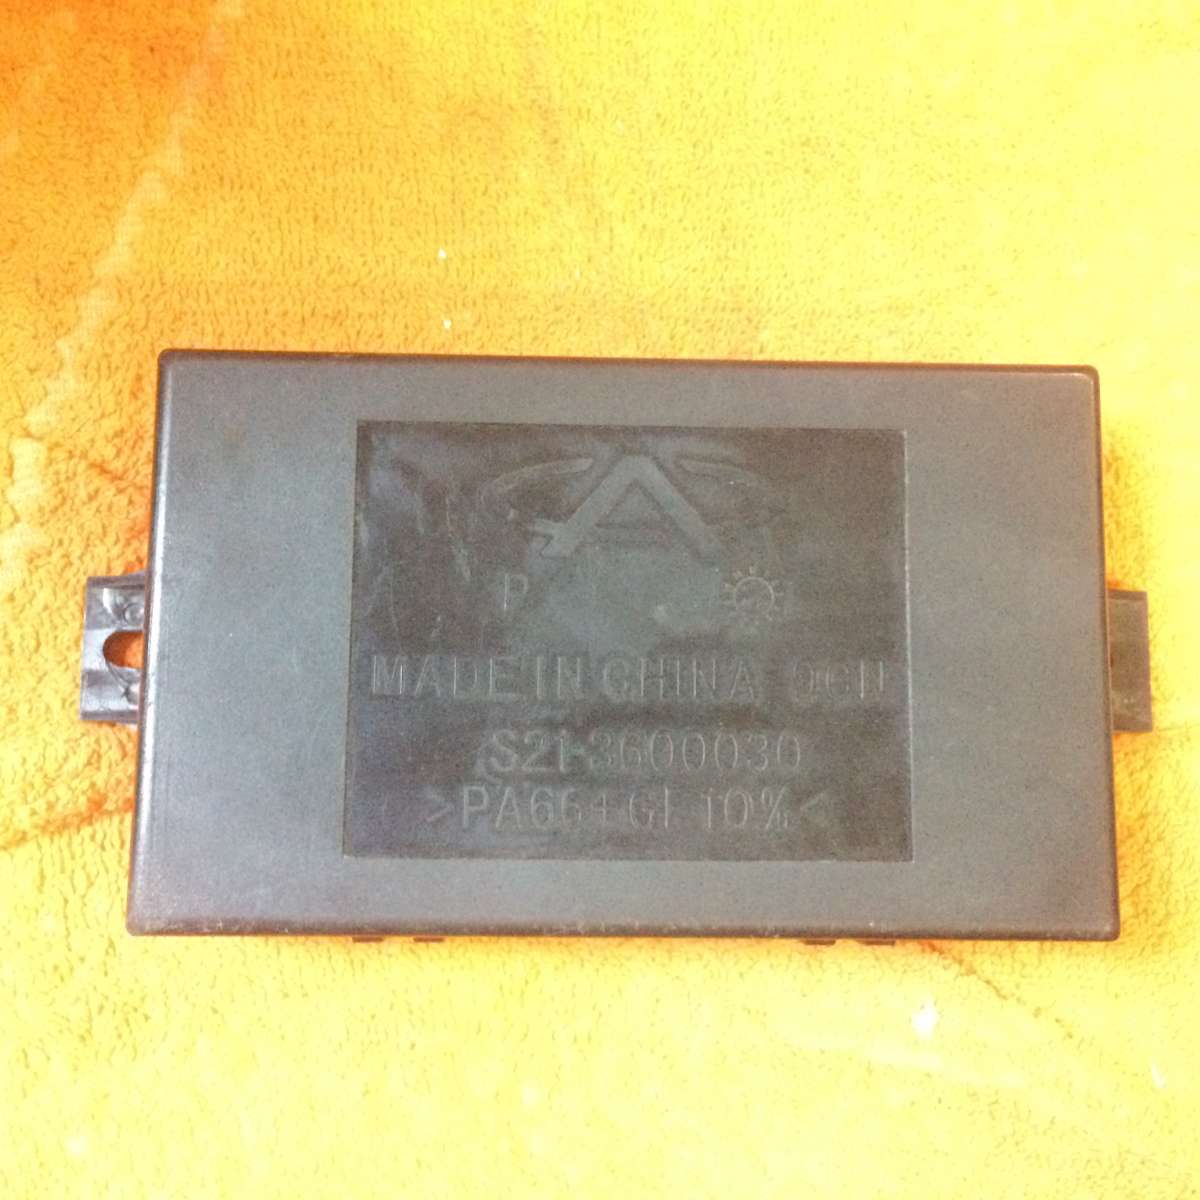 MADE IN CHINA
S21-3600030
>PA66+GF10%<